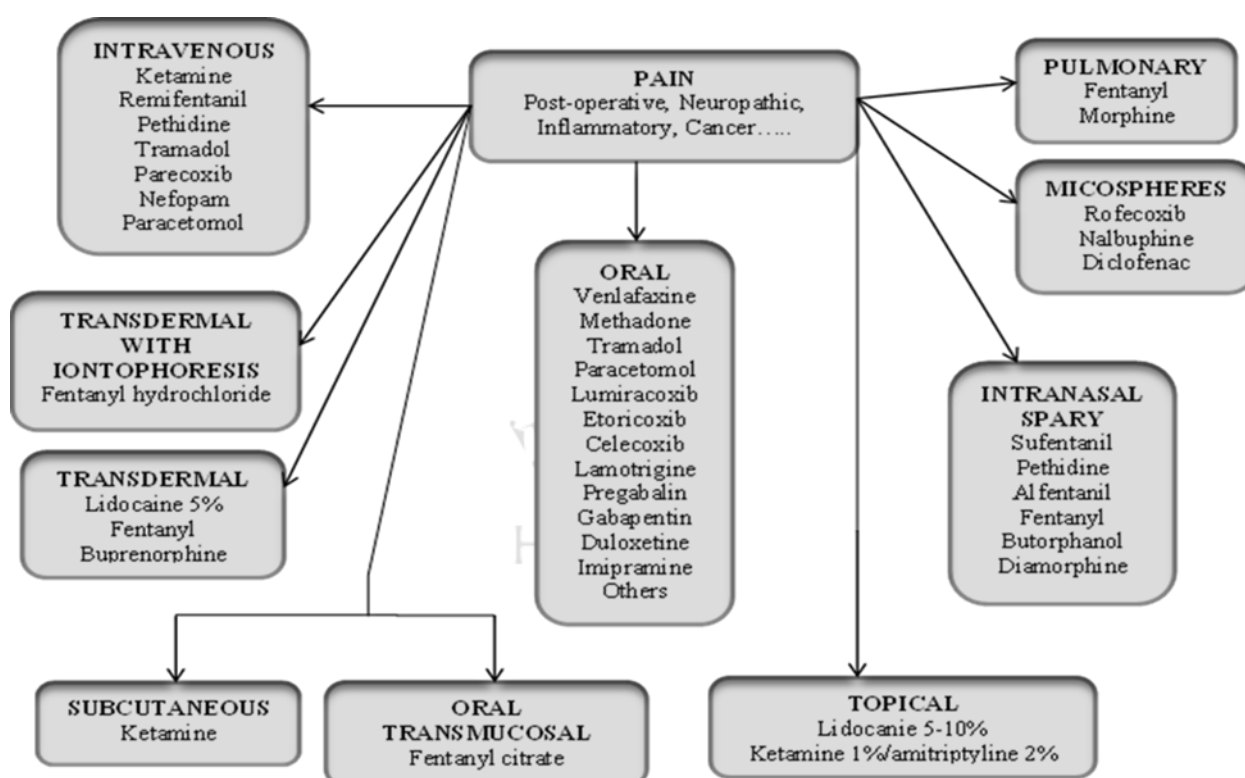 INTRAVENOUS
Ketamine
Remifentanil
Pethidine
Tramadol
Parecoxib
Nefopam
Paracetomol
PAIN
Post-operative, Neuropathic,
Inflammatory, Cancer…..
PULMONARY
Fentanyl
Morphine
MICOSPHERES
Rofecoxib
Nalbuphine
Diclofenac
TRANSDERMAL
WITH
IONTOPHORESIS
Fentanyl hydrochloride
ORAL
Venlafaxine
Methadone
Tramadol
Paracetomol
Lumiracoxib
Etoricoxib
Celecoxib
Lamotrigine
Pregabalin
Gabapentin
Duloxetine
Imipramine
Others
INTRANASAL
SPARY
Sufentanil
Pethidine
Alfentanil
Fentanyl
Butorphanol
Diamorphine
TRANSDERMAL
Lidocaine 5%
Fentanyl
Buprenorphine
SUBCUTANEOUS
Ketamine
ORAL
TRANSMUCOSAL
Fentanyl citrate
TOPICAL
Lidocanie 5-10%
Ketamine 1%/amitriptyline 2%